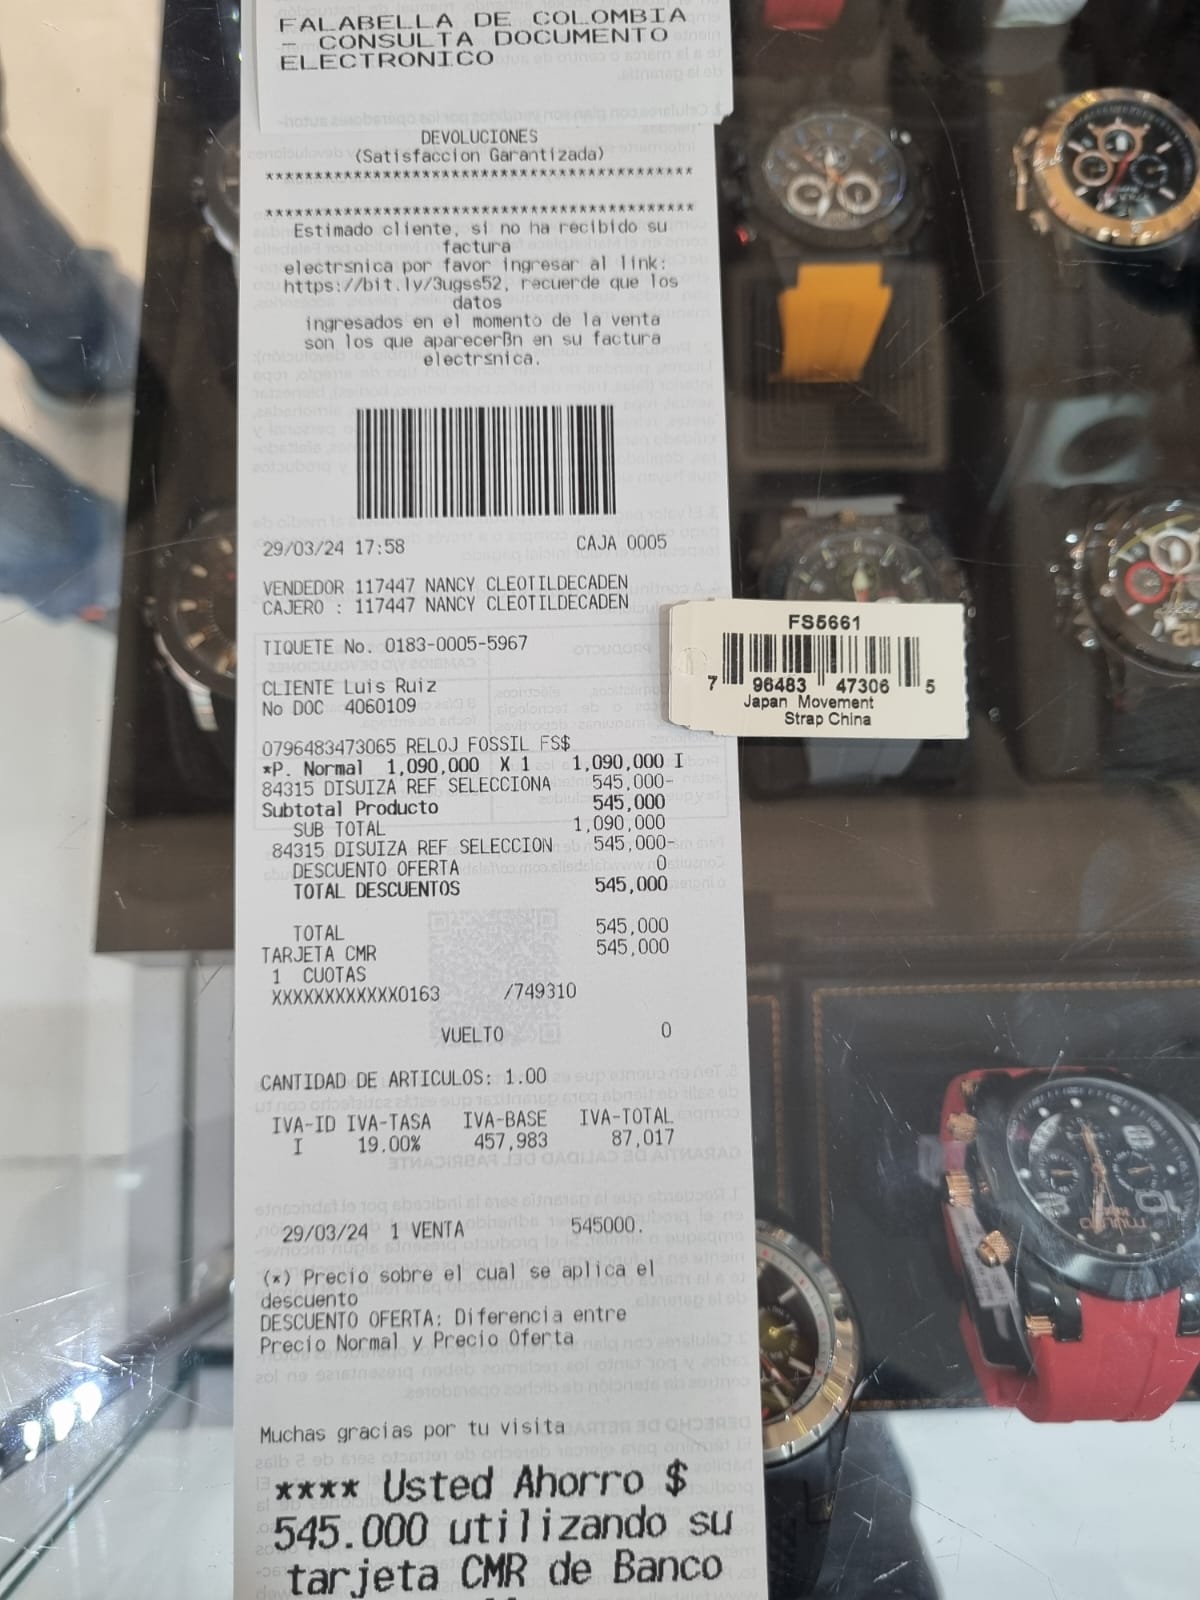 FALABELLA DE COLOMBIA
- CONSULTA DOCUMENTO
ELECTRONICO
DEVOLUCIONES
(Satisfaccion Garantizada)
******************************************
******************************************
Estimado cliente, si no ha recibido su
factura
electrsnica por favor ingresar al link:
https://bit.ly/3ugss52, recuerde que los
datos
ingresados en el momento de la venta
son los que aparecerBn en su factura
electrsnica.
29/03/24 17:58 CAJA 0005
VENDEDOR 117447 NANCY CLEOTILDECADEN
CAJERO : 117447 NANCY CLEOTILDECADEN
TIQUETE No. 0183-0005-5967
CLIENTE Luis Ruiz
No DOC 4060109
0796483473065 RELOJ FOSSIL FS$
*P. Normal 1,090,000 X 1 1,090,000 I
84315 DISUIZA REF SELECCIONA 545,000-
Subtotal Producto 545,000
SUB TOTAL 1,090,000
84315 DISUIZA REF SELECCION 545,000-
DESCUENTO OFERTA 0
TOTAL DESCUENTOS 545,000
TOTAL 545,000
TARJETA CMR 545,000
1 CUOTAS
XXXXXXXXXXXX0163 /749310
VUELTO 0
CANTIDAD DE ARTICULOS: 1.00
IVA-ID IVA-TASA IVA-BASE IVA-TOTAL
I 19.00% 457,983 87,017
29/03/24 1 VENTA 545000.
(*) Precio sobre el cual se aplica el
descuento
DESCUENTO OFERTA: Diferencia entre
Precio Normal y Precio Oferta
Muchas gracias por tu visita
**** Usted Ahorro $
545.000 utilizando su
tarjeta CMR de Banco
FS5661
7 96483 47306 5
Japan Movement
Strap China